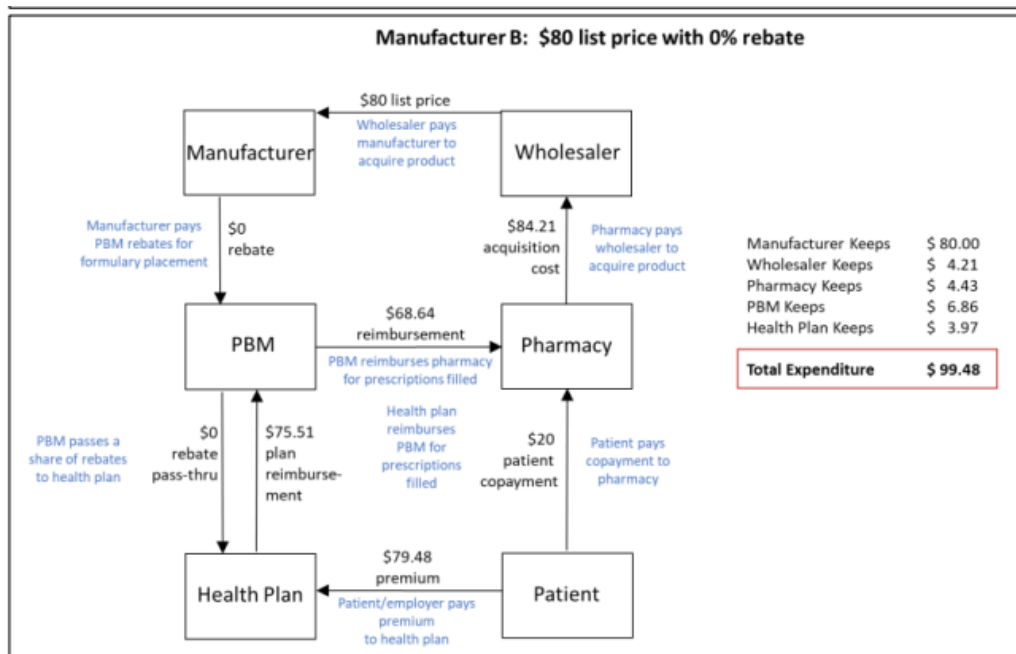 Manufacturer B:  $80 list price with 0% rebate
$80 list price
Wholesaler pays
manufacturer to
acquire product
Manufacturer
Wholesaler
Manufacturer pays
PBM rebates for
formulary placement
$0
rebate
$84.21
acquisition
cost
Pharmacy pays
wholesaler to
acquire product
Manufacturer Keeps $ 80.00
Wholesaler Keeps $ 4.21
Pharmacy Keeps $ 4.43
PBM Keeps $ 6.86
Health Plan Keeps $ 3.97
Total Expenditure $ 99.48
PBM
$68.64
reimbursement
PBM reimburses pharmacy
for prescriptions filled
Pharmacy
PBM passes a
share of rebates
to health plan
$0
rebate
pass-thru
$75.51
plan
reimburse-
ment
Health plan
reimburses
PBM for
prescriptions
filled
$20
patient
copayment
Patient pays
copayment to
pharmacy
Health Plan
$79.48
premium
Patient/employer pays
premium
to health plan
Patient